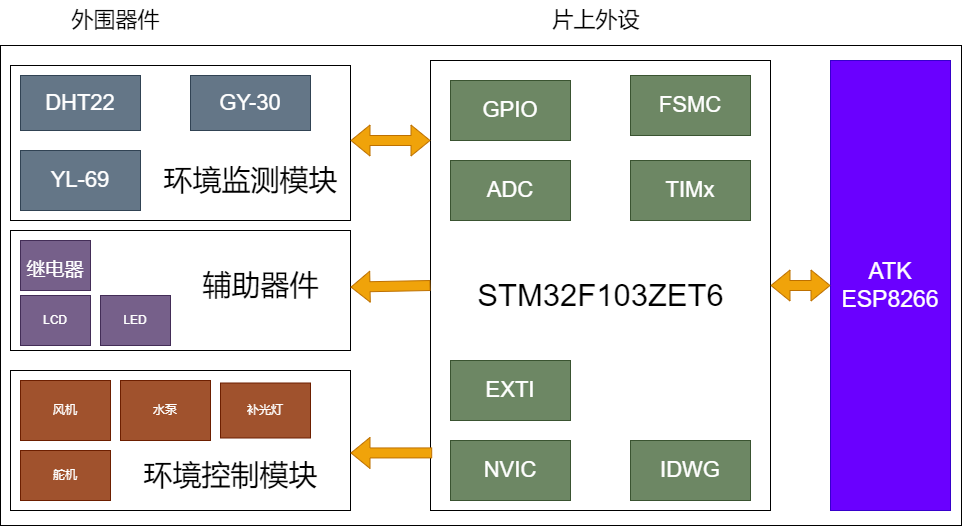 外围器件
片上外设
DHT22
GY-30
YL-69
环境监测模块
继电器
辅助器件
LCD
LED
风机
水泵
补光灯
舵机
环境控制模块
GPIO
FSMC
ADC
TIMx
STM32F103ZET6
EXTI
NVIC
IDWG
ATK
ESP8266